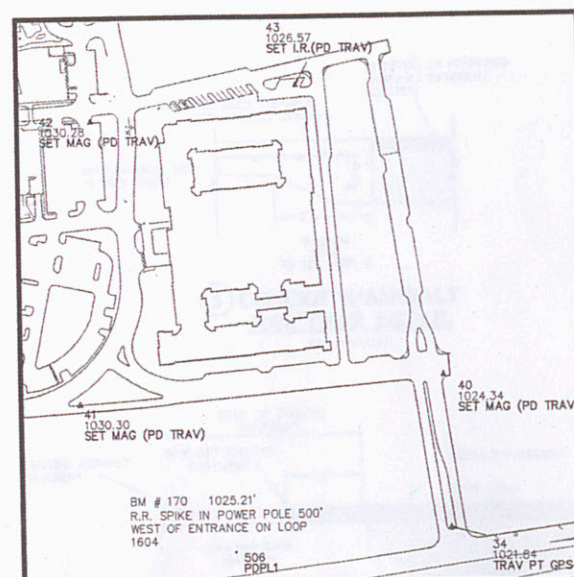 43
1026.57
SET I.R.(PD TRAV)
42
1030.28
SET MAG (PD TRAV)
40
1024.34
SET MAG (PD TRAV
41
1030.30
SET MAG (PD TRAV)
BM # 170 1025.21'
R.R. SPIKE IN POWER POLE 500'
WEST OF ENTRANCE ON LOOP
1604
506
PDPL1
34
1021.84
TRAV PT GPS